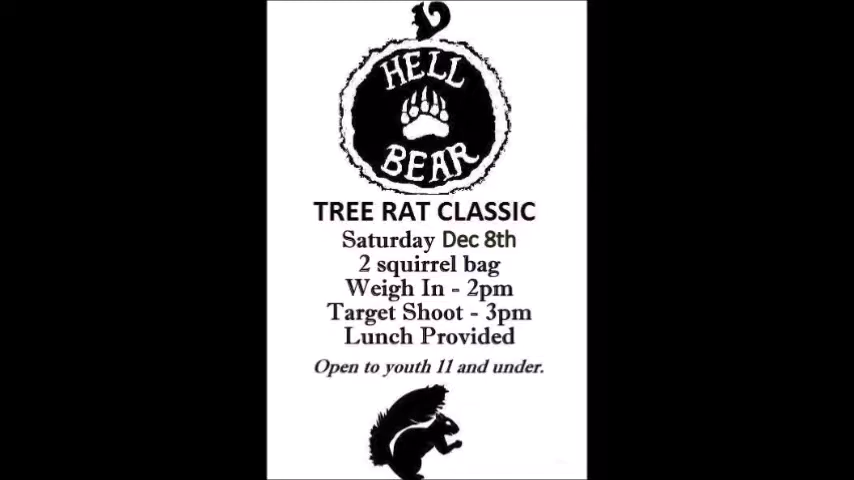 HELL
BEAR
TREE RAT CLASSIC
Saturday Dec 8th
2 squirrel bag
Weigh In - 2pm
Target Shoot - 3pm
Lunch Provided
Open to youth 11 and under.